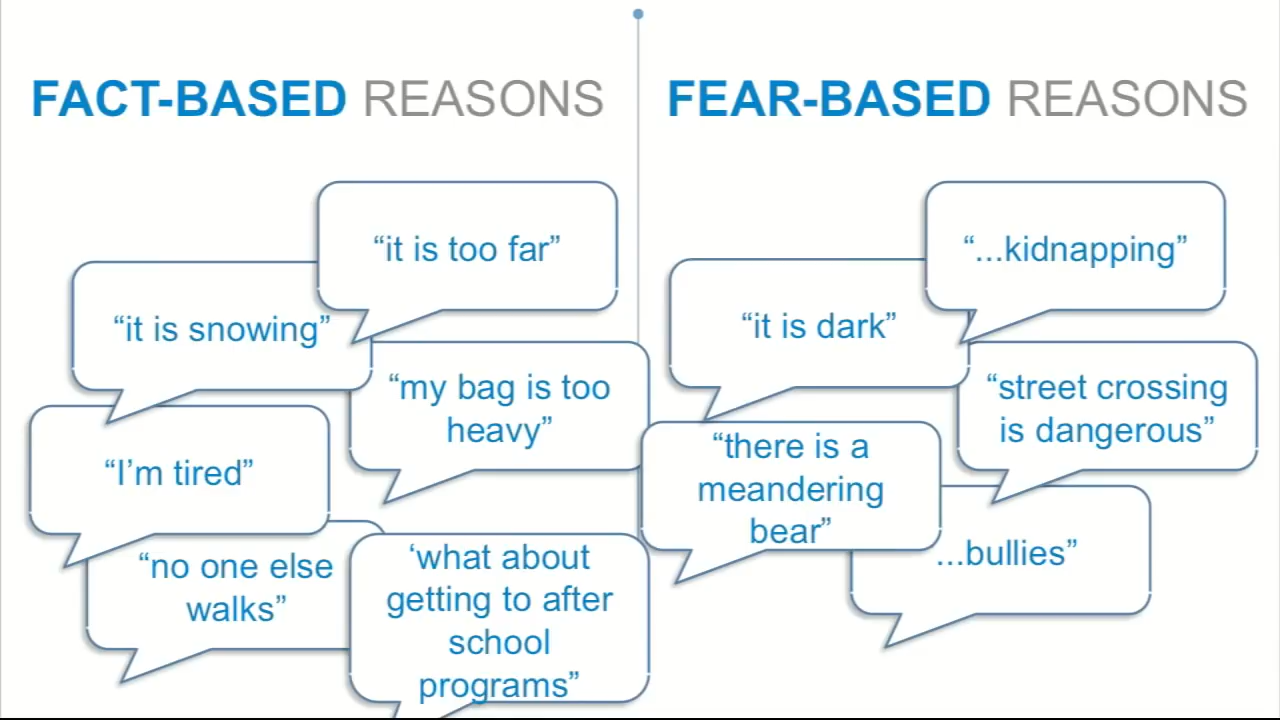 FACT-BASED REASONS
“it is too far”
“it is snowing”
“my bag is too
heavy”
“I’m tired”
“no one else
walks”
‘what about
getting to after
school
programs”
FEAR-BASED REASONS
“...kidnapping”
“it is dark”
“street crossing
is dangerous”
“there is a
meandering
bear”
...bullies”